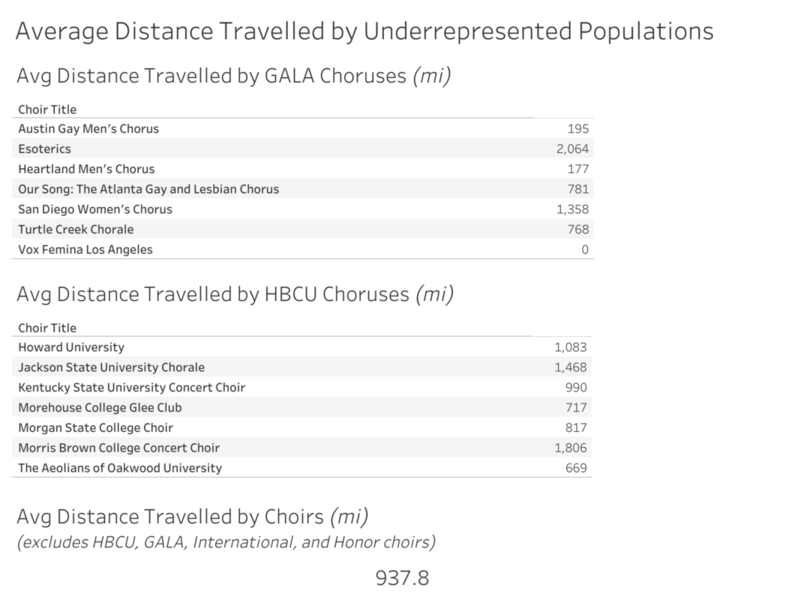 Average Distance Travelled by Underrepresented Populations
Avg Distance Travelled by GALA Choruses (mi)
Choir Title
Austin Gay Men's Chorus 195
Esoterics 2,064
Heartland Men's Chorus 177
Our Song: The Atlanta Gay and Lesbian Chorus 781
San Diego Women's Chorus 1,358
Turtle Creek Chorale 768
Vox Femina Los Angeles 0
Avg Distance Travelled by HBCU Choruses (mi)
Choir Title
Howard University 1,083
Jackson State University Chorale 1,468
Kentucky State University Concert Choir 990
Morehouse College Glee Club 717
Morgan State College Choir 817
Morris Brown College Concert Choir 1,806
The Aeolians of Oakwood University 669
Avg Distance Travelled by Choirs (mi)
(excludes HBCU, GALA, International, and Honor choirs)
937.8